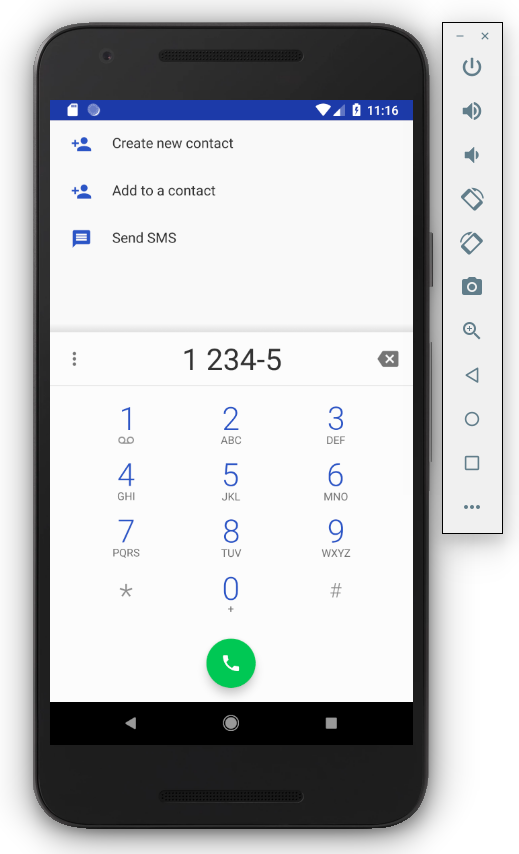 11:16
Create new contact
Add to a contact
Send SMS
1 234-5
1 2 3
ABC DEF
4 5 6
GHI JKL MNO
7 8 9
PQRS TUV WXYZ
* 0 #
+